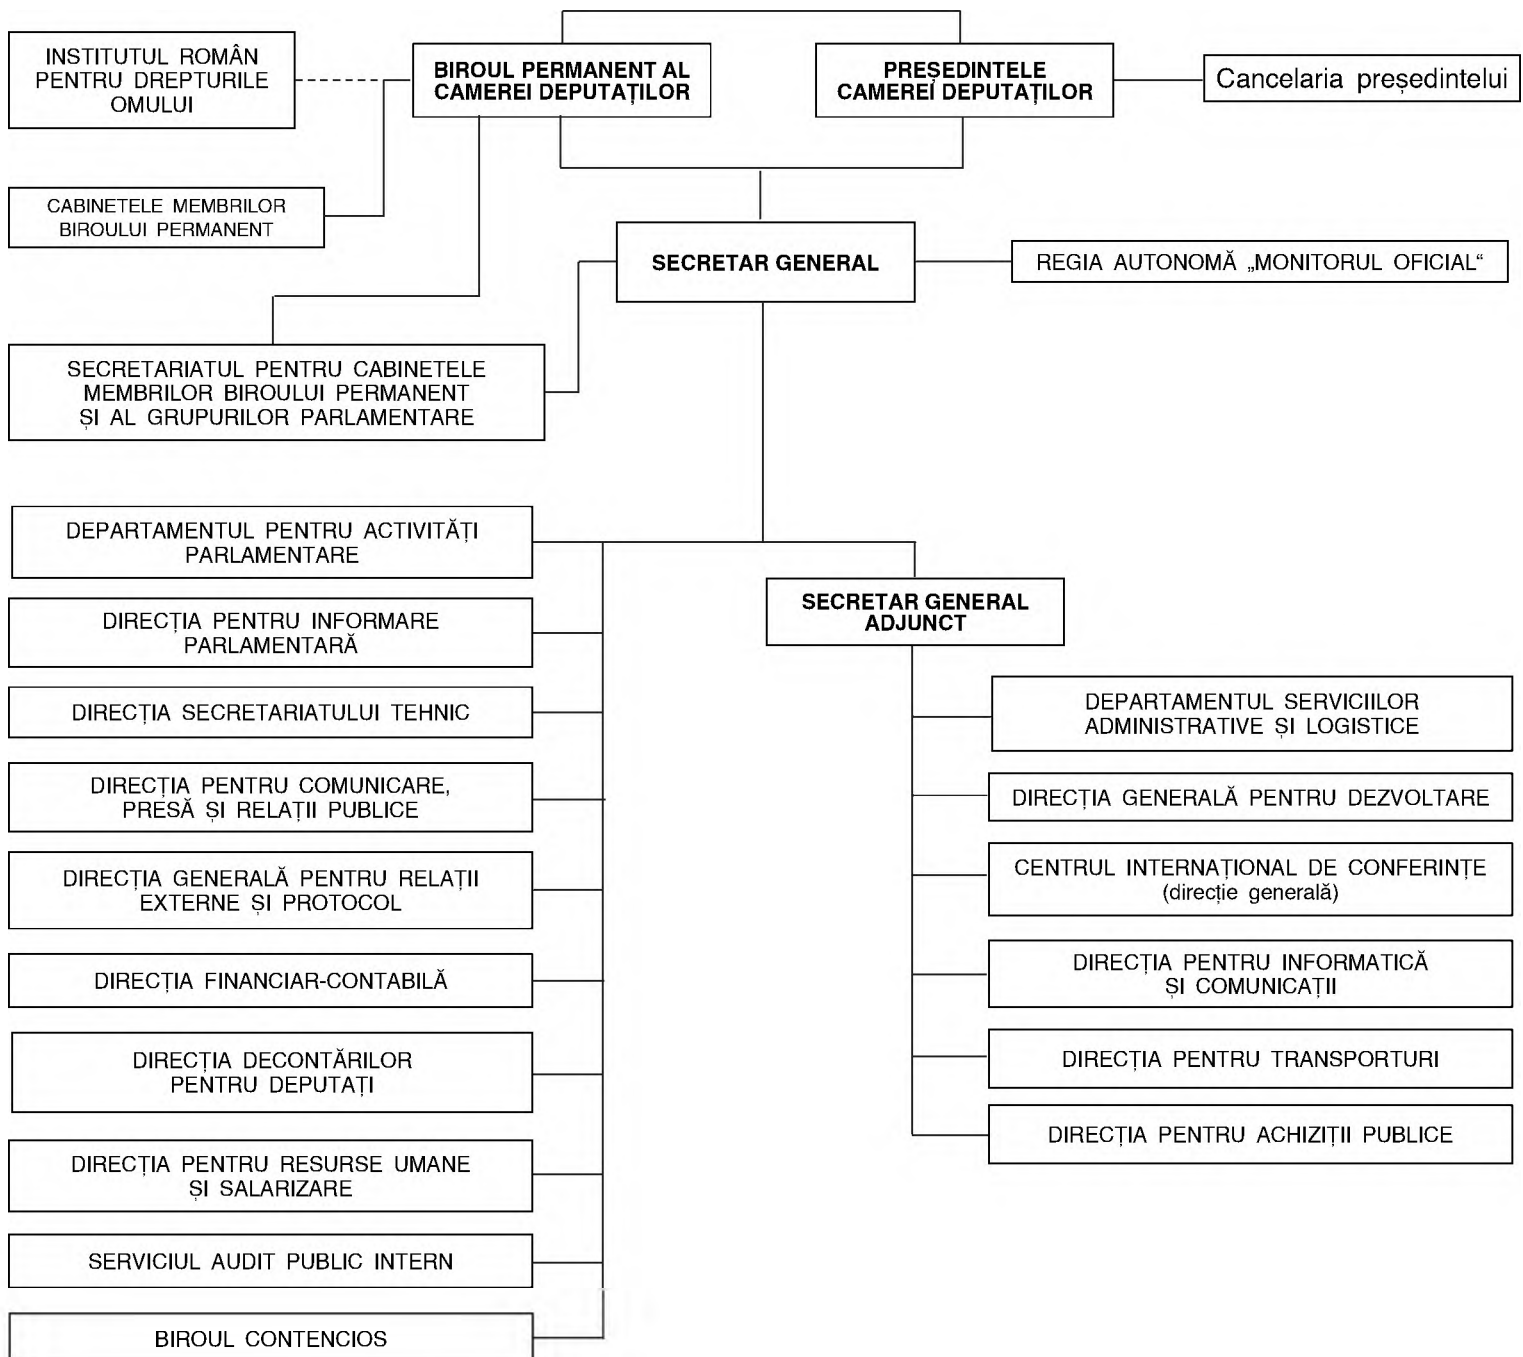 INSTITUTUL ROMÂN
PENTRU DREPTURILE
OMULUI
BIROUL PERMANENT AL
CAMEREI DEPUTAȚILOR
PREȘEDINTELE
CAMEREI DEPUTAȚILOR
Cancelaria președintelui
CABINETELE MEMBRILOR
BIROULUI PERMANENT
SECRETAR GENERAL
REGIA AUTONOMĂ „MONITORUL OFICIAL“
SECRETARIATUL PENTRU CABINETELE
MEMBRILOR BIROULUI PERMANENT
ȘI AL GRUPURILOR PARLAMENTARE
DEPARTAMENTUL PENTRU ACTIVITĂȚI
PARLAMENTARE
DIRECȚIA PENTRU INFORMARE
PARLAMENTARĂ
DIRECȚIA SECRETARIATULUI TEHNIC
DIRECȚIA PENTRU COMUNICARE,
PRESĂ ȘI RELAȚII PUBLICE
DIRECȚIA GENERALĂ PENTRU RELAȚII
EXTERNE ȘI PROTOCOL
DIRECȚIA FINANCIAR-CONTABILĂ
DIRECȚIA DECONTĂRILOR
PENTRU DEPUTAȚI
DIRECȚIA PENTRU RESURSE UMANE
ȘI SALARIZARE
SERVICIUL AUDIT PUBLIC INTERN
BIROUL CONTENCIOS
SECRETAR GENERAL
ADJUNCT
DEPARTAMENTUL SERVICIILOR
ADMINISTRATIVE ȘI LOGISTICE
DIRECȚIA GENERALĂ PENTRU DEZVOLTARE
CENTRUL INTERNAȚIONAL DE CONFERINȚE
(direcție generală)
DIRECȚIA PENTRU INFORMATICĂ
ȘI COMUNICAȚII
DIRECȚIA PENTRU TRANSPORTURI
DIRECȚIA PENTRU ACHIZIȚII PUBLICE